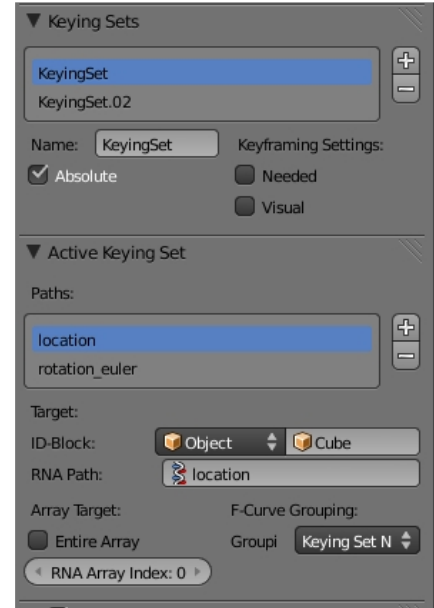 Keying Sets
KeyingSet
KeyingSet.02
Name: KeyingSet Keyframing Settings:
Absolute Needed
Visual
Active Keying Set
Paths:
location
rotation_euler
Target:
ID-Block: Object Cube
RNA Path: location
Array Target: F-Curve Grouping:
Entire Array Groupi Keying Set N
RNA Array Index: 0